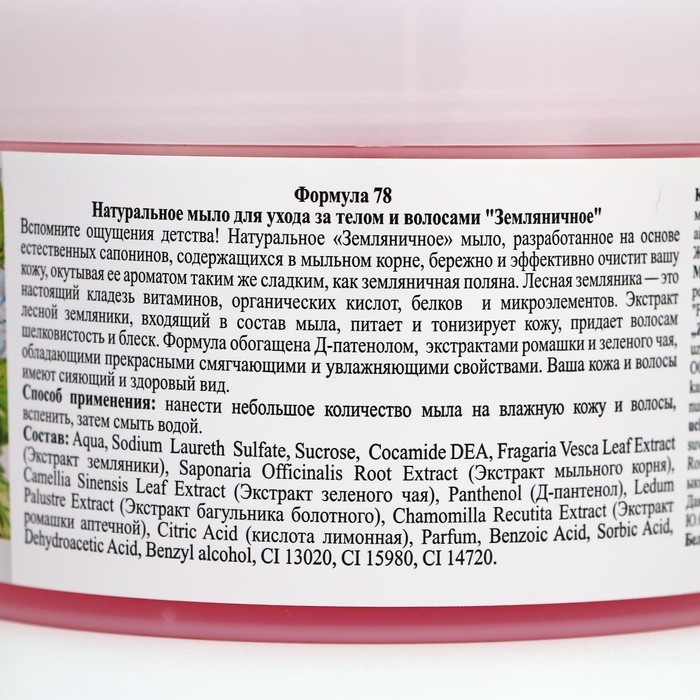 Формула 78
Натуральное мыло для ухода за телом и волосами "Земляничное"
Вспомните ощущения детства! Натуральное «Земляничное» мыло, разработанное на основе
естественных сапонинов, содержащихся в мыльном корне, бережно и эффективно очистит вашу
кожу, окутывая ее ароматом таким же сладким, как земляничная поляна. Лесная земляника — это
настоящий кладезь витаминов, органических кислот, белков и микроэлементов. Экстракт
лесной земляники, входящий в состав мыла, питает и тонизирует кожу, придает волосам
шелковистость и блеск. Формула обогащена Д-патенолом, экстрактами ромашки и зеленого чая,
обладающими прекрасными смягчающими и увлажняющими свойствами. Ваша кожа и волосы
имеют сияющий и здоровый вид.
Способ применения: нанести небольшое количество мыла на влажную кожу и волосы,
вспенить, затем смыть водой.
Состав: Aqua, Sodium Laureth Sulfate, Sucrose, Cocamide DEA, Fragaria Vesca Leaf Extract
(Экстракт земляники), Saponaria Officinalis Root Extract (Экстракт мыльного корня),
Camellia Sinensis Leaf Extract (Экстракт зеленого чая), Panthenol (Д-пантенол), Ledum
Palustre Extract (Экстракт багульника болотного), Chamomilla Recutita Extract (Экстракт
ромашки аптечной), Citric Acid (кислота лимонная), Parfum, Benzoic Acid, Sorbic Acid,
Dehydroacetic Acid, Benzyl alcohol, CI 13020, CI 15980, CI 14720.